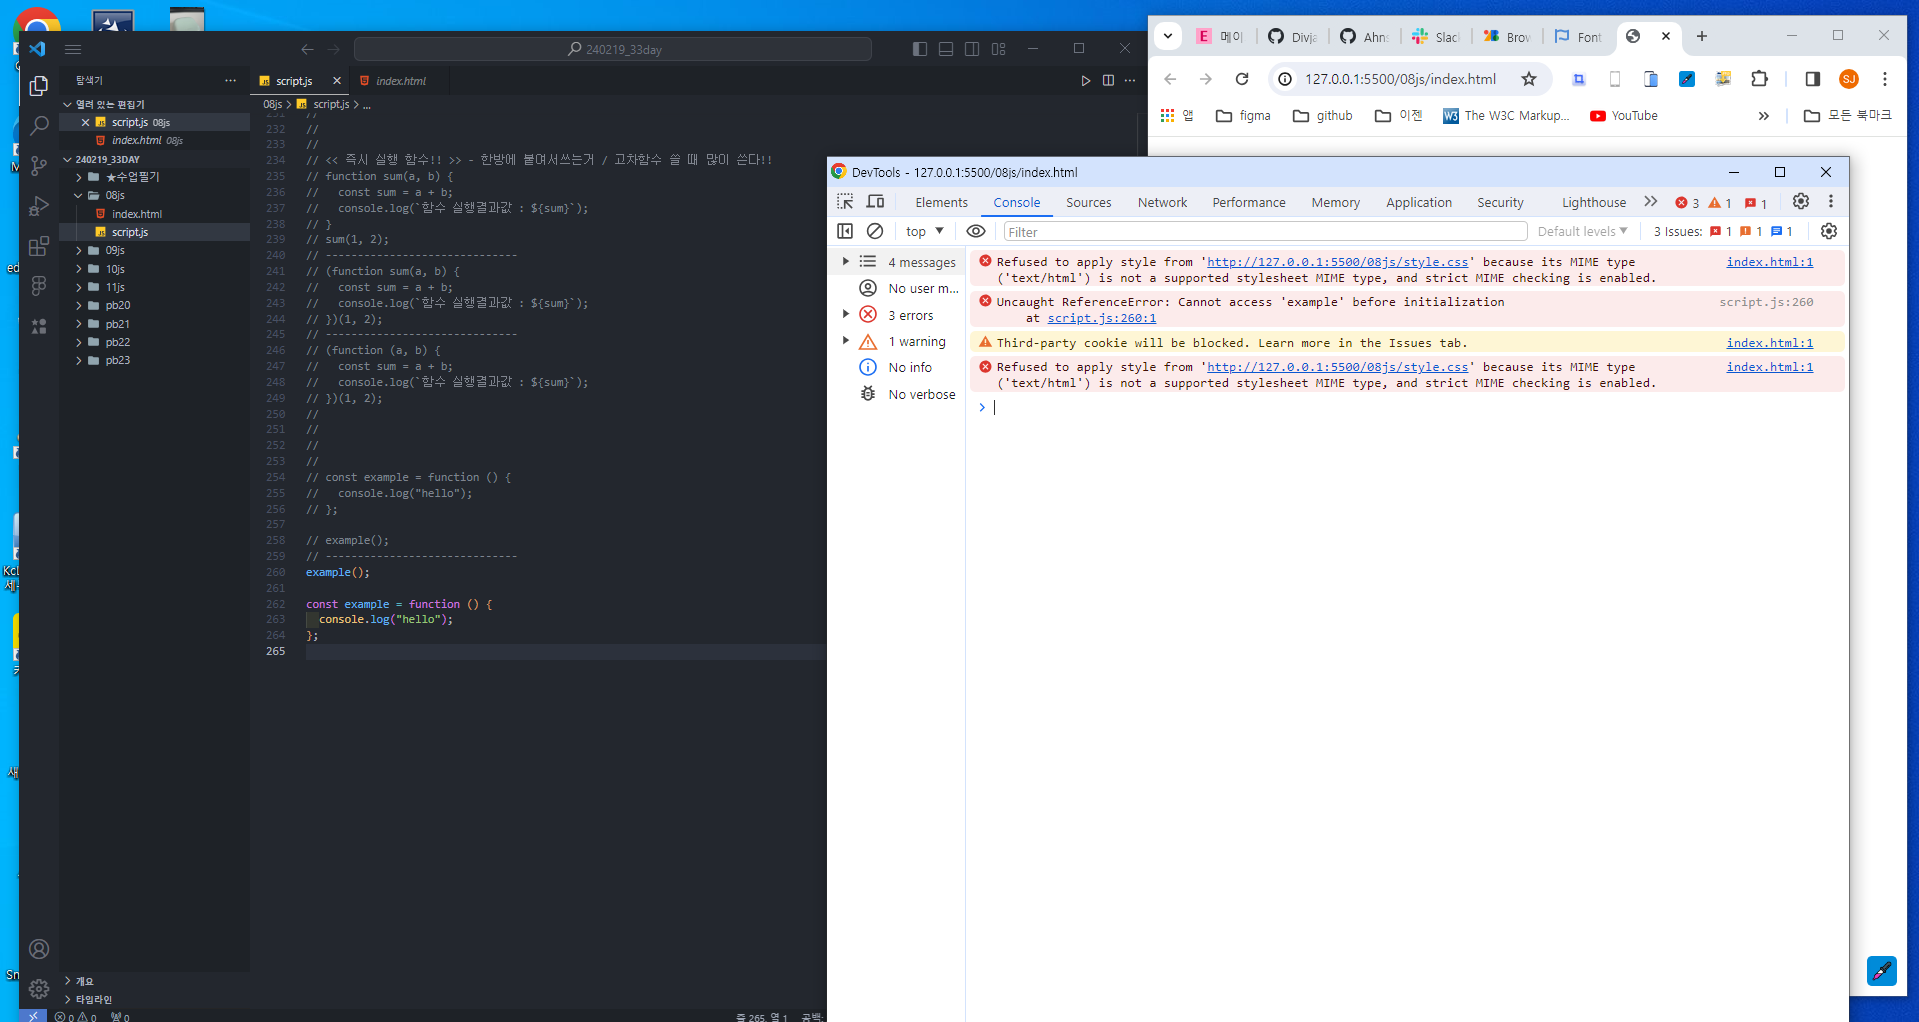 240219_33day
탐색기
열려 있는 편집기
script.js 08js
index.html 08js
240219_33DAY
★수업필기
08js
index.html
script.js
09js
10js
11js
pb20
pb21
pb22
pb23
개요
타임라인
script.js
index.html
08js > script.js > ...
231 //
232 //
233 //
234 // << 즉시 실행 함수!! >> - 한방에 붙여서쓰는거 / 고차함수 쓸 때 많이 쓴다!!
235 // function sum(a, b) {
236 //   const sum = a + b;
237 //   console.log(`함수 실행결과값 : ${sum}`);
238 // }
239 // sum(1, 2);
240 // ------------------------------
241 // (function sum(a, b) {
242 //   const sum = a + b;
243 //   console.log(`함수 실행결과값 : ${sum}`);
244 // })(1, 2);
245 // ------------------------------
246 // (function (a, b) {
247 //   const sum = a + b;
248 //   console.log(`함수 실행결과값 : ${sum}`);
249 // })(1, 2);
250 //
251 //
252 //
253 //
254 // const example = function () {
255 //   console.log("hello");
256 // };
257
258 // example();
259 // ------------------------------
260 example();
261
262 const example = function () {
263   console.log("hello");
264 };
265
0 0 0
줄 265, 열 1 공백:
메이 Divja Ahns Slac Brow Font
127.0.0.1:5500/08js/index.html
SJ
앱 figma github 이젠 The W3C Markup... YouTube » 모든 북마크
DevTools - 127.0.0.1:5500/08js/index.html
Elements Console Sources Network Performance Memory Application Security Lighthouse 3 1 1
top Filter Default levels 3 Issues: 1 1 1
4 messages
No user m...
3 errors
1 warning
No info
No verbose
Refused to apply style from 'http://127.0.0.1:5500/08js/style.css' because its MIME type index.html:1
('text/html') is not a supported stylesheet MIME type, and strict MIME checking is enabled.
Uncaught ReferenceError: Cannot access 'example' before initialization script.js:260
at script.js:260:1
Third-party cookie will be blocked. Learn more in the Issues tab. index.html:1
Refused to apply style from 'http://127.0.0.1:5500/08js/style.css' because its MIME type index.html:1
('text/html') is not a supported stylesheet MIME type, and strict MIME checking is enabled.